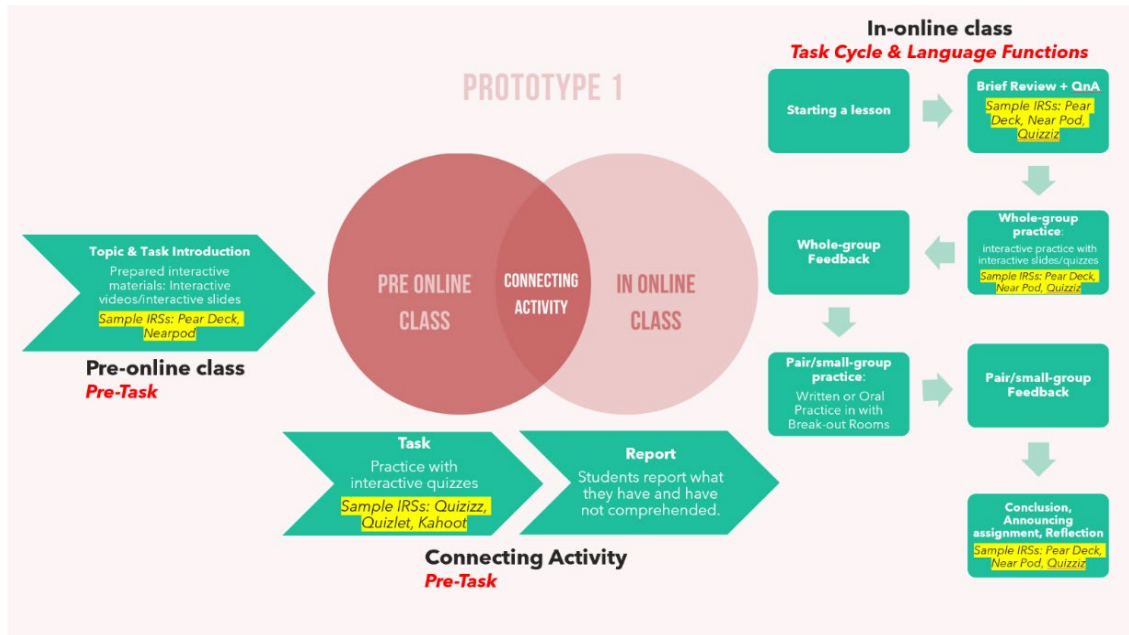 PROTOTYPE 1
Topic & Task Introduction
Prepared interactive
materials: Interactive
videos/interactive slides
Sample IRSs: Pear Deck,
Nearpod
Pre-online class
Pre-Task
PRE ONLINE
CLASS
CONNECTING
ACTIVITY
IN ONLINE
CLASS
Task
Practice with
interactive quizzes
Sample IRSs: Quizizz,
Quizlet, Kahoot
Report
Students report what
they have and have
not comprehended.
Connecting Activity
Pre-Task
In-online class
Task Cycle & Language Functions
Starting a lesson
Brief Review + QnA
Sample IRSs: Pear
Deck, Near Pod,
Quizziz
Whole-group
practice:
interactive practice with
interactive slides/quizzes
Sample IRSs: Pear Deck,
Near Pod, Quizziz
Whole-group
Feedback
Pair/small-group
practice:
Written or Oral
Practice in with
Break-out Rooms
Pair/small-group
Feedback
Conclusion,
Announcing
assignment, Reflection
Sample IRSs: Pear Deck,
Near Pod, Quizziz